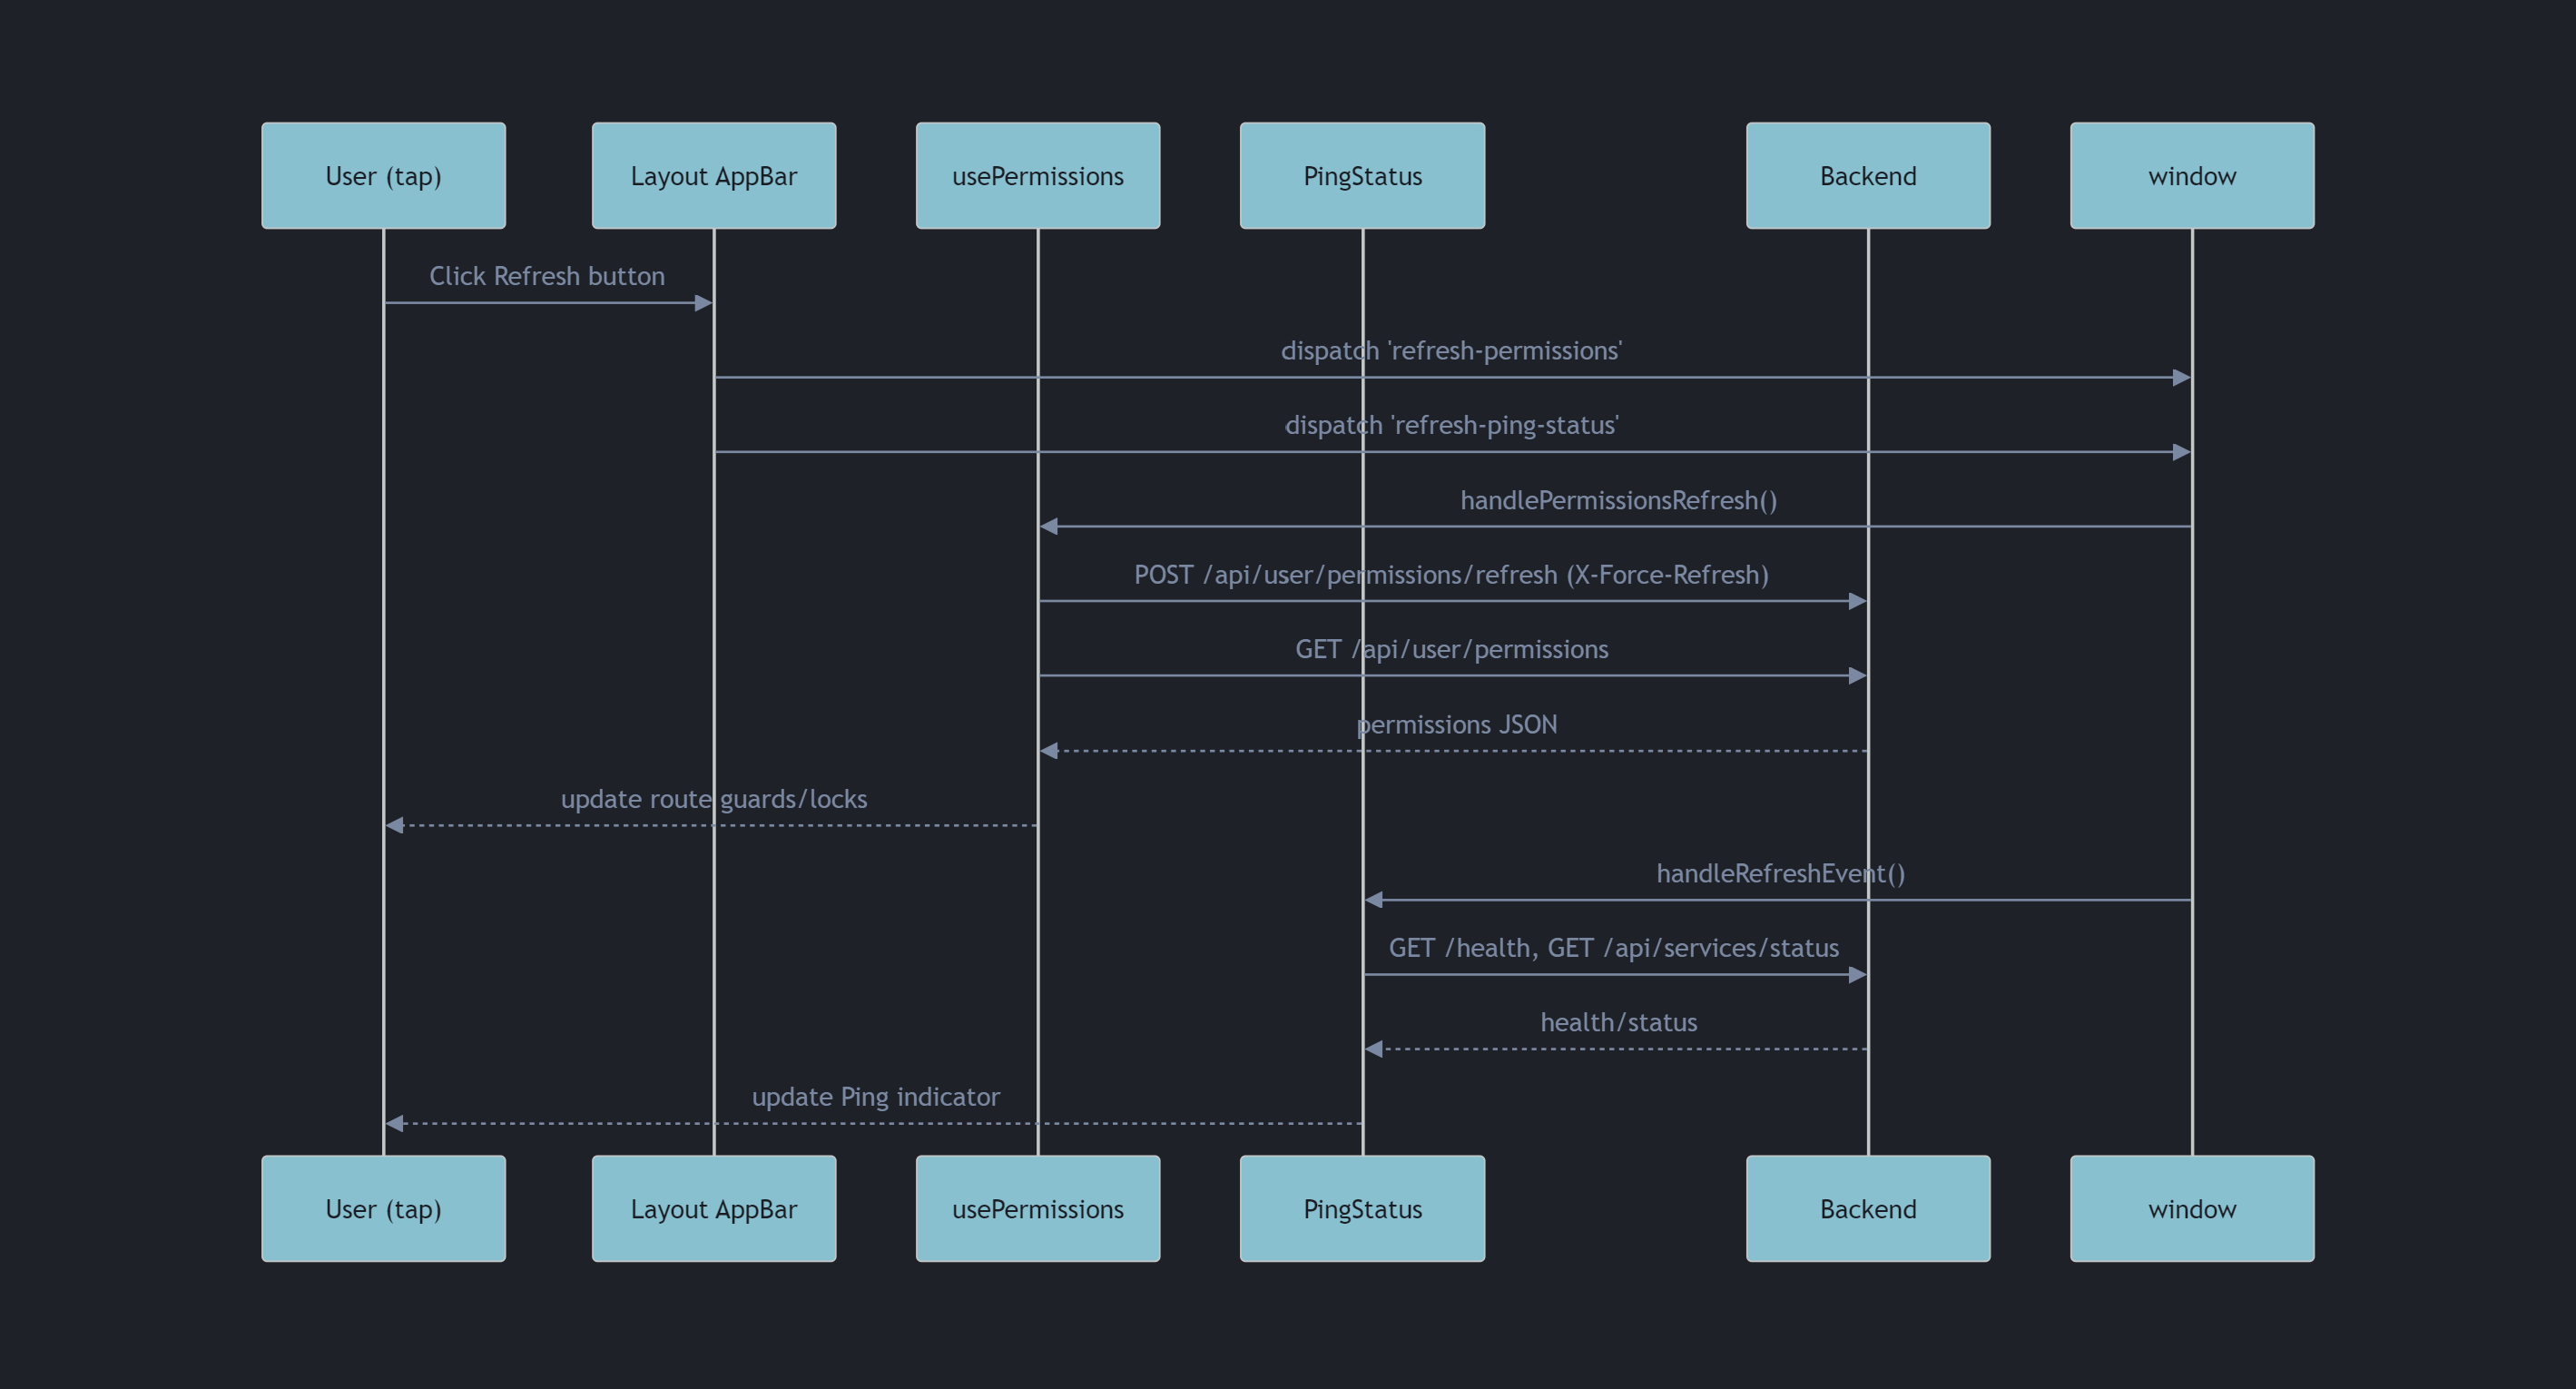 User (tap)
Layout AppBar
usePermissions
PingStatus
Backend
window
Click Refresh button
dispatch 'refresh-permissions'
dispatch 'refresh-ping-status'
handlePermissionsRefresh()
POST /api/user/permissions/refresh (X-Force-Refresh)
GET /api/user/permissions
permissions JSON
update route guards/locks
handleRefreshEvent()
GET /health, GET /api/services/status
health/status
update Ping indicator
User (tap)
Layout AppBar
usePermissions
PingStatus
Backend
window